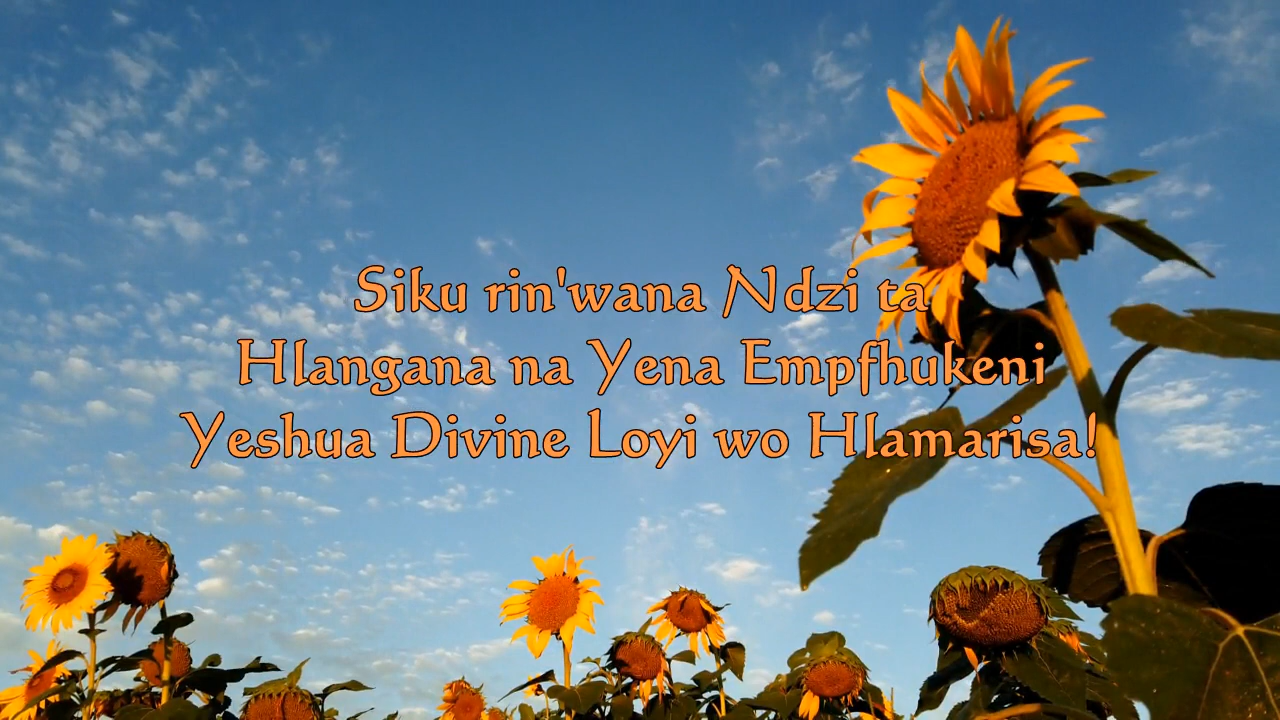 Siku rin'wana Ndzi ta
Hlangana na Yena Empfhukeni
Yeshua Divine Loyi wo Hlamarisa!